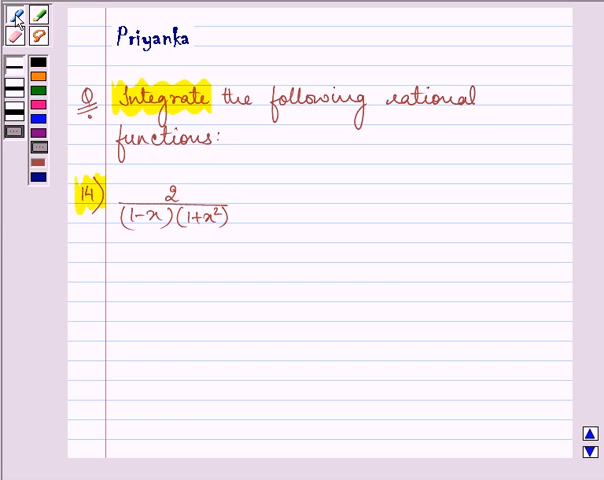 Priyanka
Q Integrate the following rational
functions:
14) 2
(1-x)(1+x²)